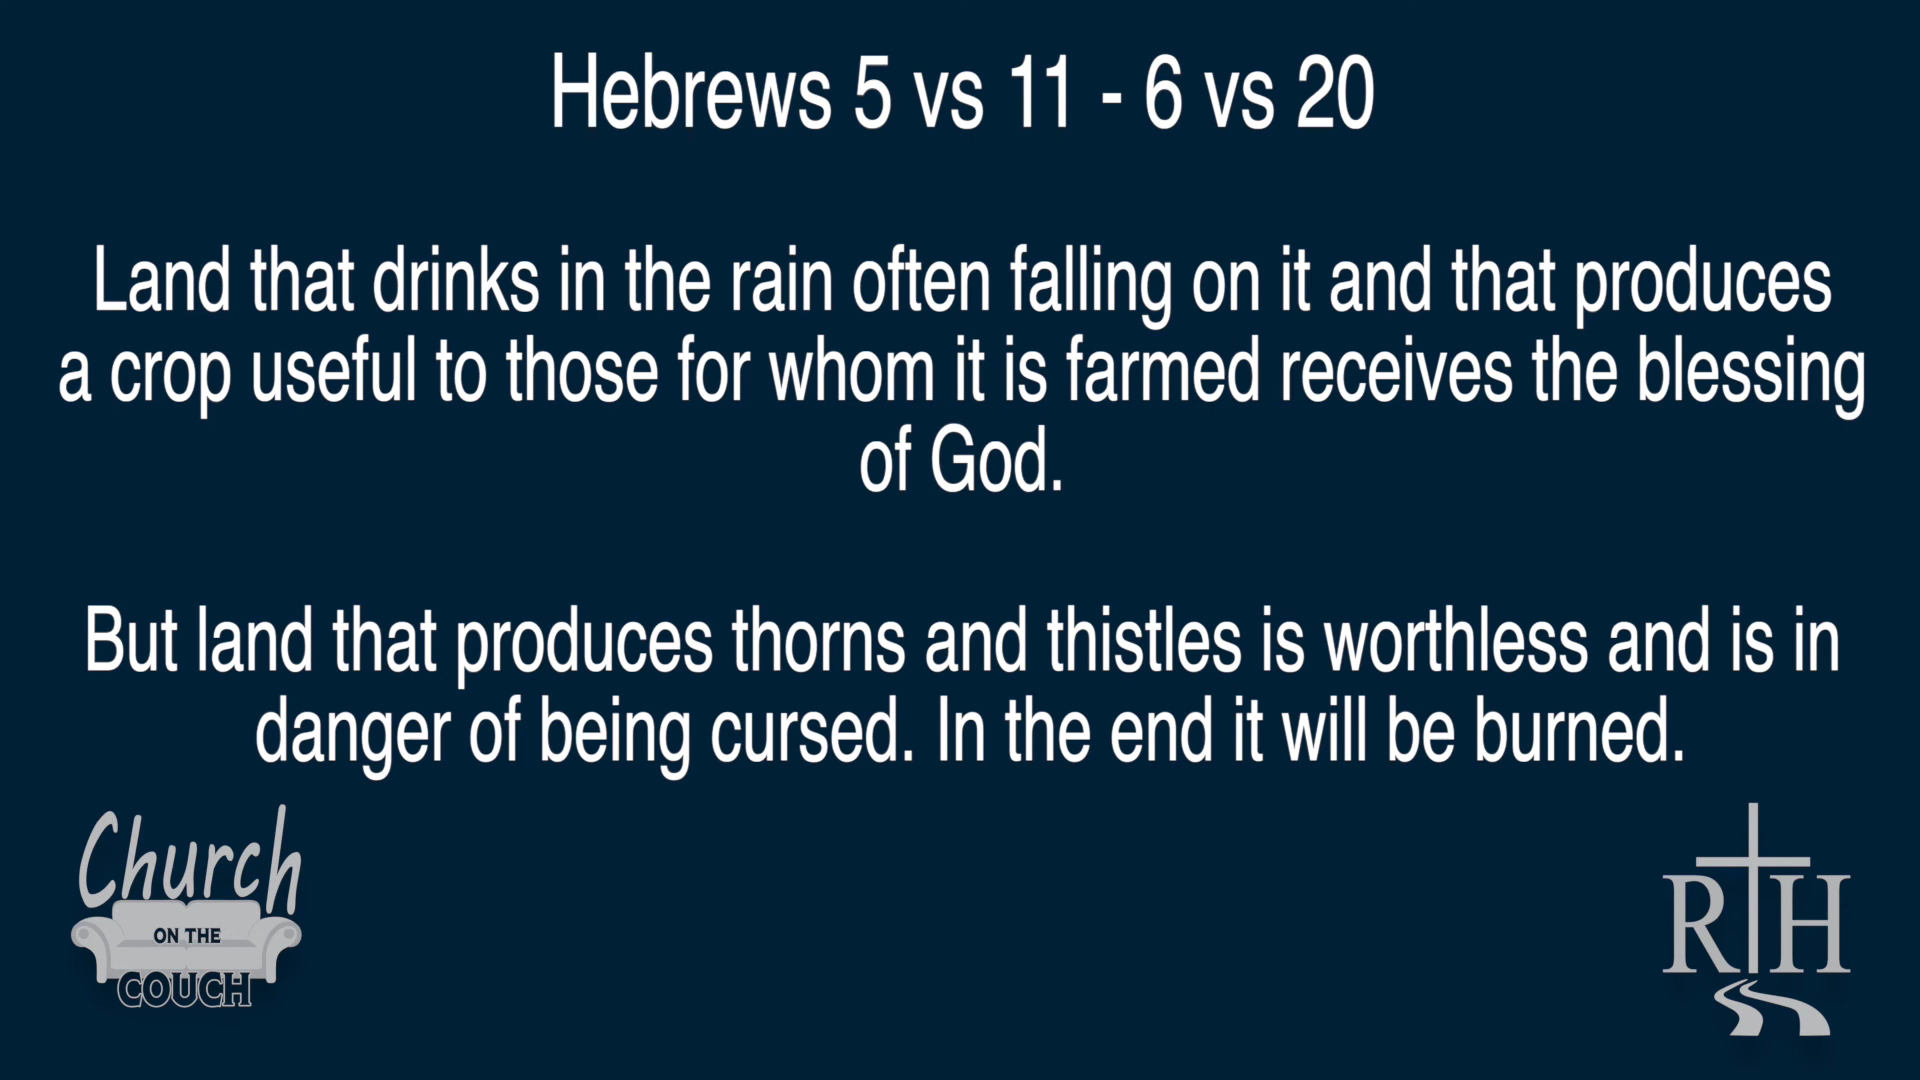 Hebrews 5 vs 11 - 6 vs 20
Land that drinks in the rain often falling on it and that produces
a crop useful to those for whom it is farmed receives the blessing
of God.
But land that produces thorns and thistles is worthless and is in
danger of being cursed. In the end it will be burned.
Church
ON THE
COUCH
RTH